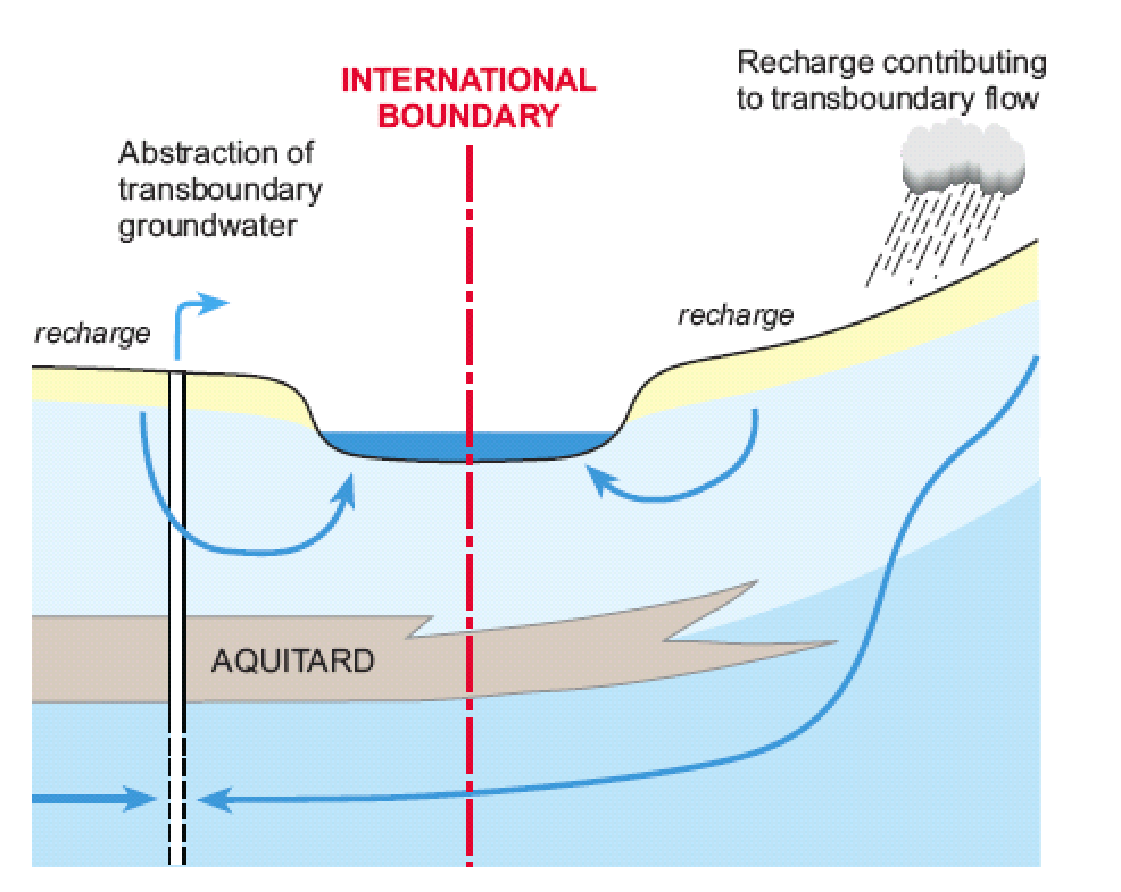 Recharge contributing
to transboundary flow
INTERNATIONAL
BOUNDARY
Abstraction of
transboundary
groundwater
recharge
recharge
AQUITARD